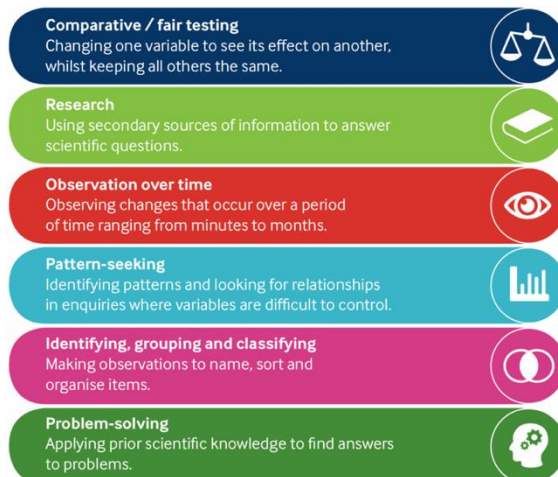 Comparative / fair testing
Changing one variable to see its effect on another,
whilst keeping all others the same.
Research
Using secondary sources of information to answer
scientific questions.
Observation over time
Observing changes that occur over a period
of time ranging from minutes to months.
Pattern-seeking
Identifying patterns and looking for relationships
in enquiries where variables are difficult to control.
Identifying, grouping and classifying
Making observations to name, sort and
organise items.
Problem-solving
Applying prior scientific knowledge to find answers
to problems.